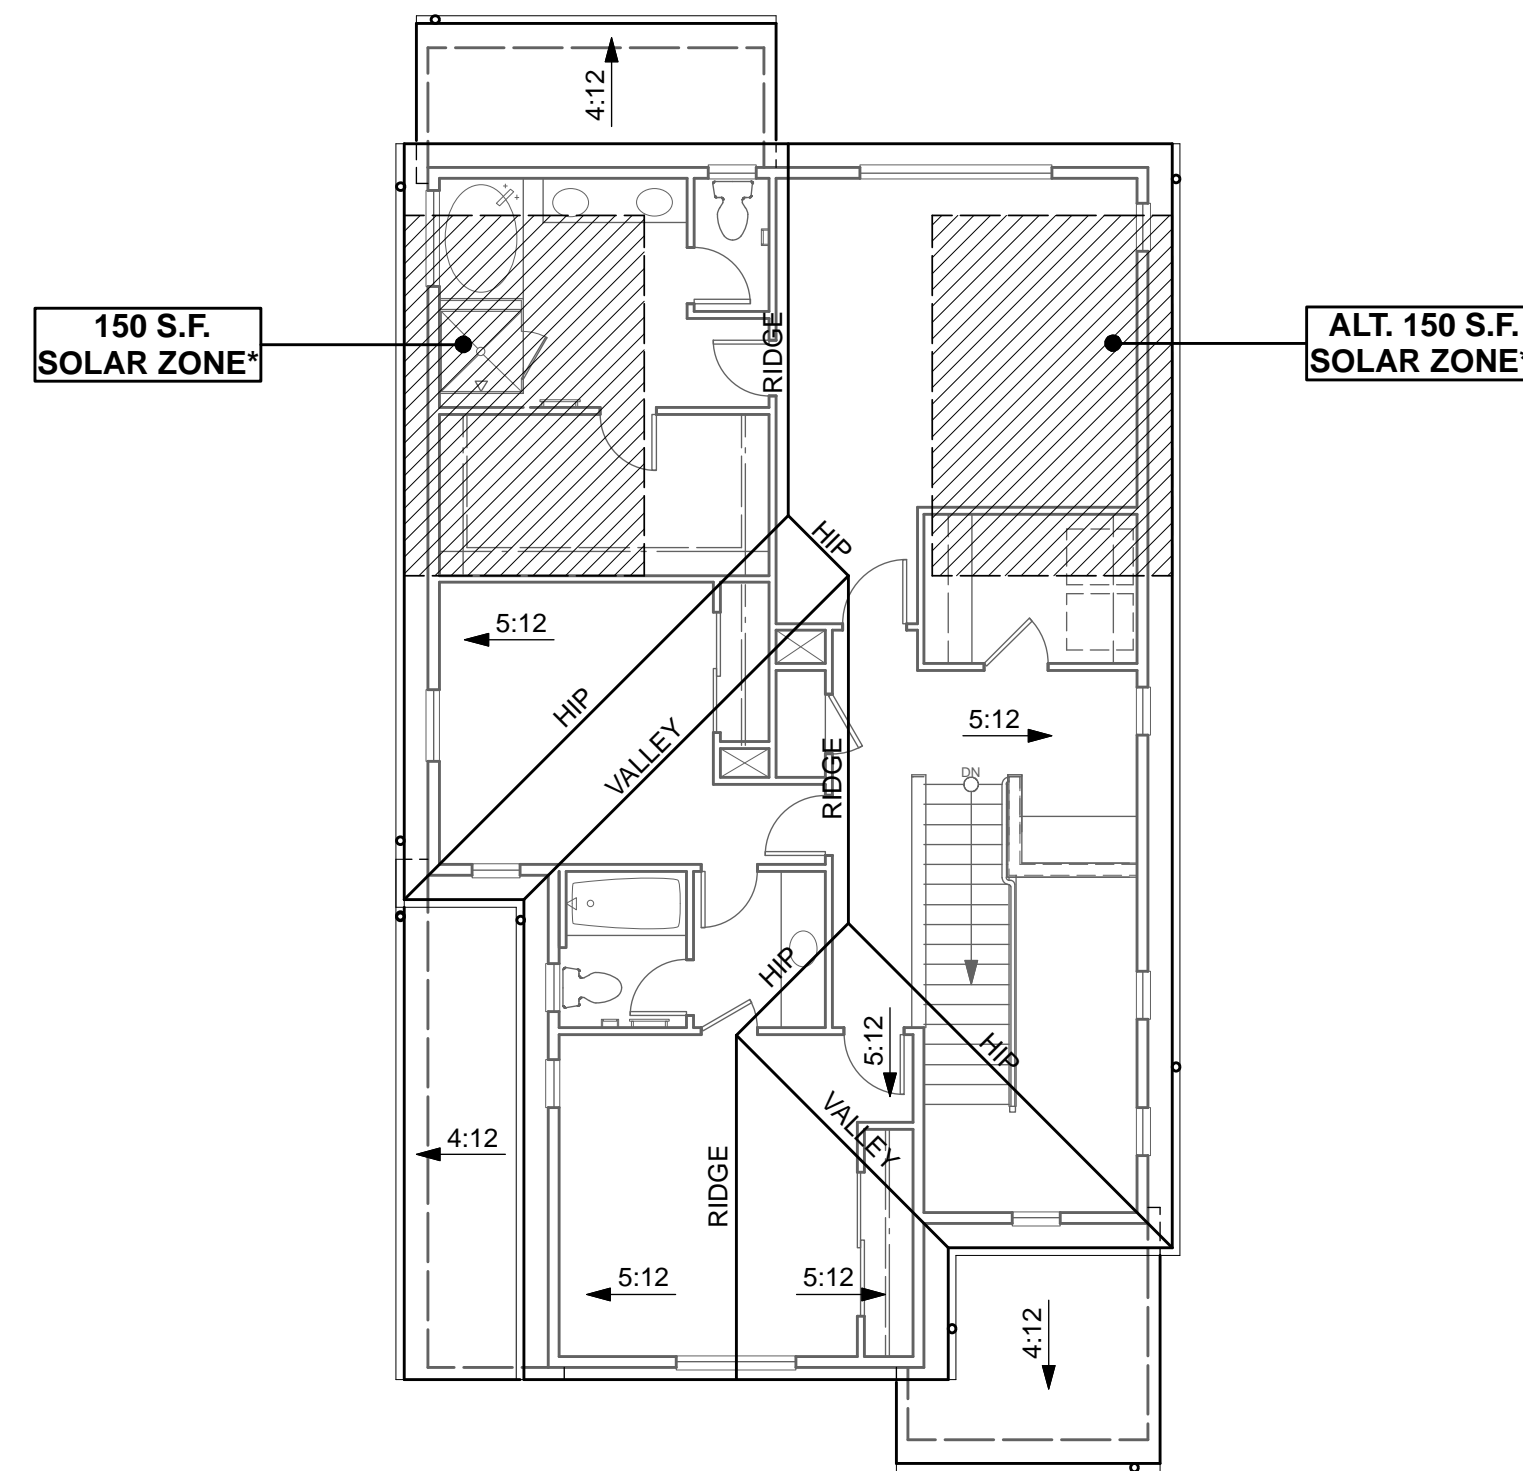 4:12
150 S.F.
SOLAR ZONE*
ALT. 150 S.F.
SOLAR ZONE*
RIDGE
HIP
5:12
HIP
VALLEY
5:12
RIDGE
DN
HIP
5:12
HIP
VALLEY
4:12
RIDGE
5:12
5:12
4:12